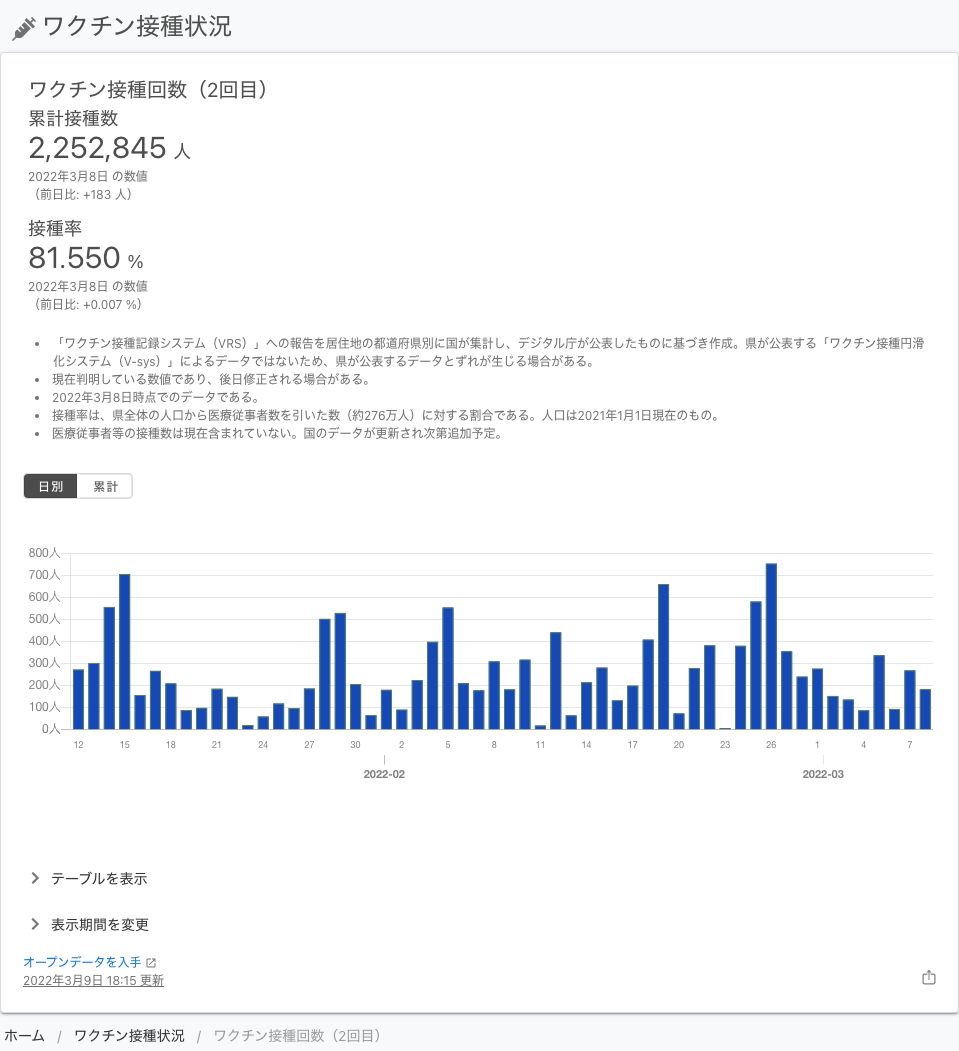 ワクチン接種状況
ワクチン接種回数（2回目）
累計接種数
2,252,845 人
2022年3月8日 の数値
（前日比: +183 人）
接種率
81.550 %
2022年3月8日 の数値
（前日比: +0.007 %）
• 「ワクチン接種記録システム（VRS）」への報告を居住地の都道府県別に国が集計し、デジタル庁が公表したものに基づき作成。県が公表する「ワクチン接種円滑
化システム（V-sys）」によるデータではないため、県が公表するデータとずれが生じる場合がある。
• 現在判明している数値であり、後日修正される場合がある。
• 2022年3月8日時点でのデータである。
• 接種率は、県全体の人口から医療従事者数を引いた数（約276万人）に対する割合である。人口は2021年1月1日現在のもの。
• 医療従事者等の接種数は現在含まれていない。国のデータが更新され次第追加予定。
日別 累計
800人
700人
600人
500人
400人
300人
200人
100人
0人
12 15 18 21 24 27 30 2 5 8 11 14 17 20 23 26 1 4 7
2022-02 2022-03
テーブルを表示
表示期間を変更
オープンデータを入手
2022年3月9日 18:15 更新
ホーム / ワクチン接種状況 / ワクチン接種回数（2回目）